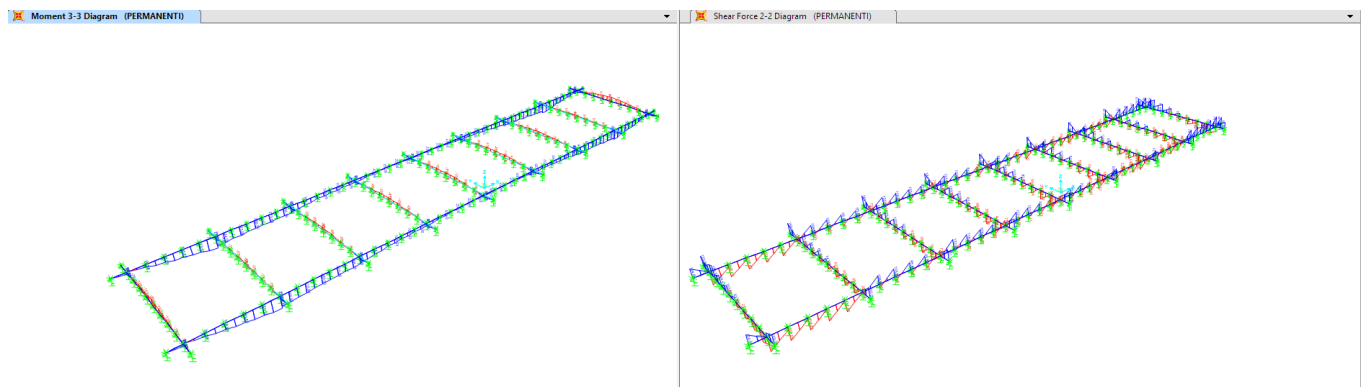 Moment 3-3 Diagram (PERMANENTI)
Shear Force 2-2 Diagram (PERMANENTI)